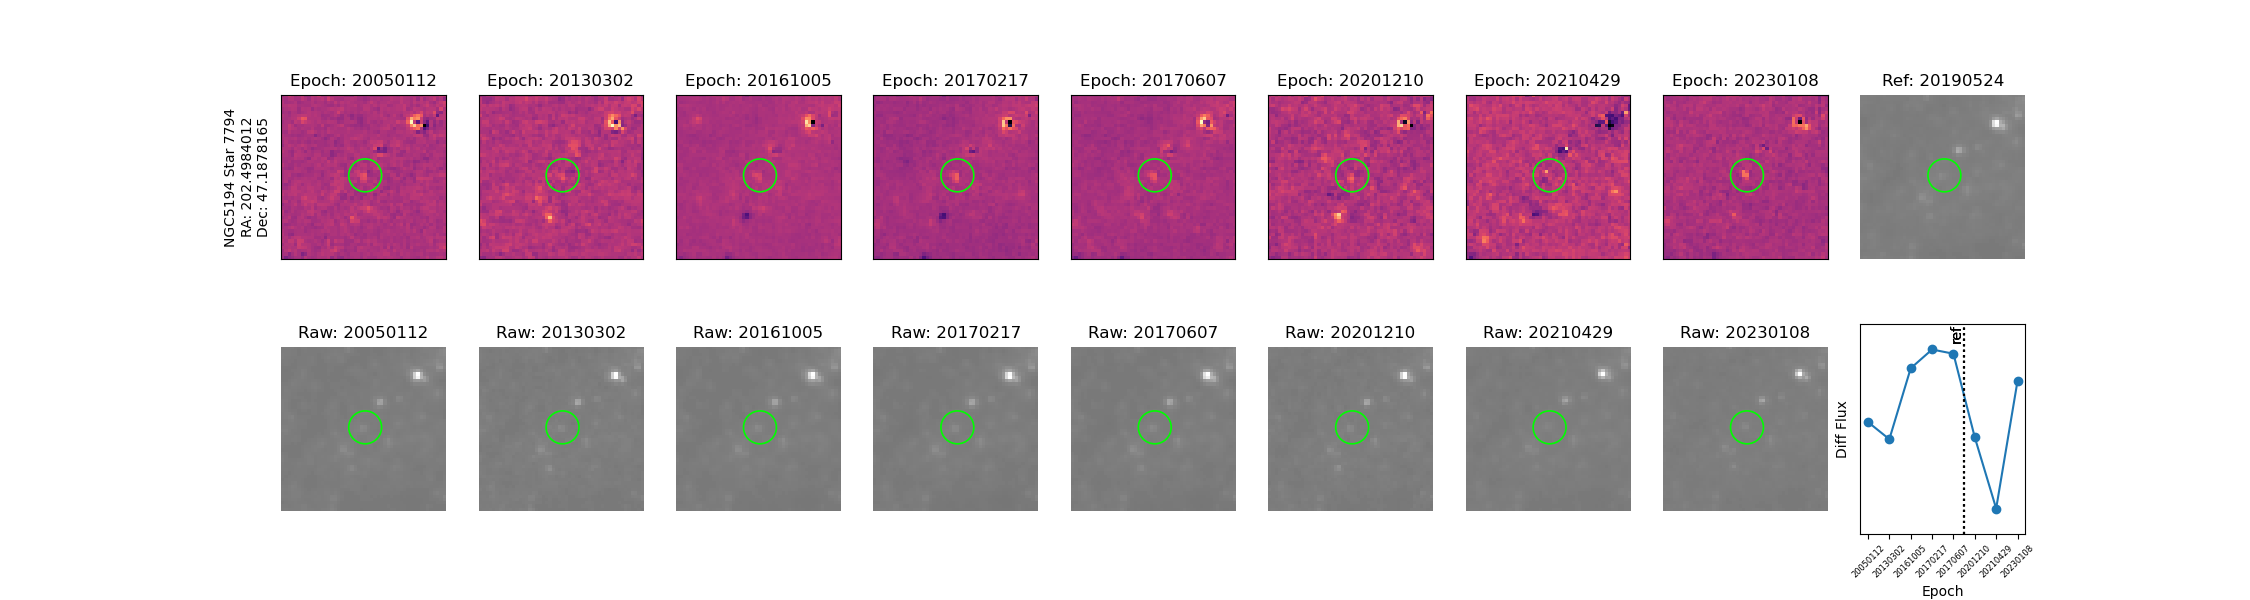 NGC5194 Star 7794
RA: 202.4984012
Dec: 47.1878165
Epoch: 20050112
Epoch: 20130302
Epoch: 20161005
Epoch: 20170217
Epoch: 20170607
Epoch: 20201210
Epoch: 20210429
Epoch: 20230108
Ref: 20190524
Raw: 20050112
Raw: 20130302
Raw: 20161005
Raw: 20170217
Raw: 20170607
Raw: 20201210
Raw: 20210429
Raw: 20230108
ref
Diff Flux
20050112
20130302
20161005
20170217
20170607
20201210
20210429
20230108
Epoch